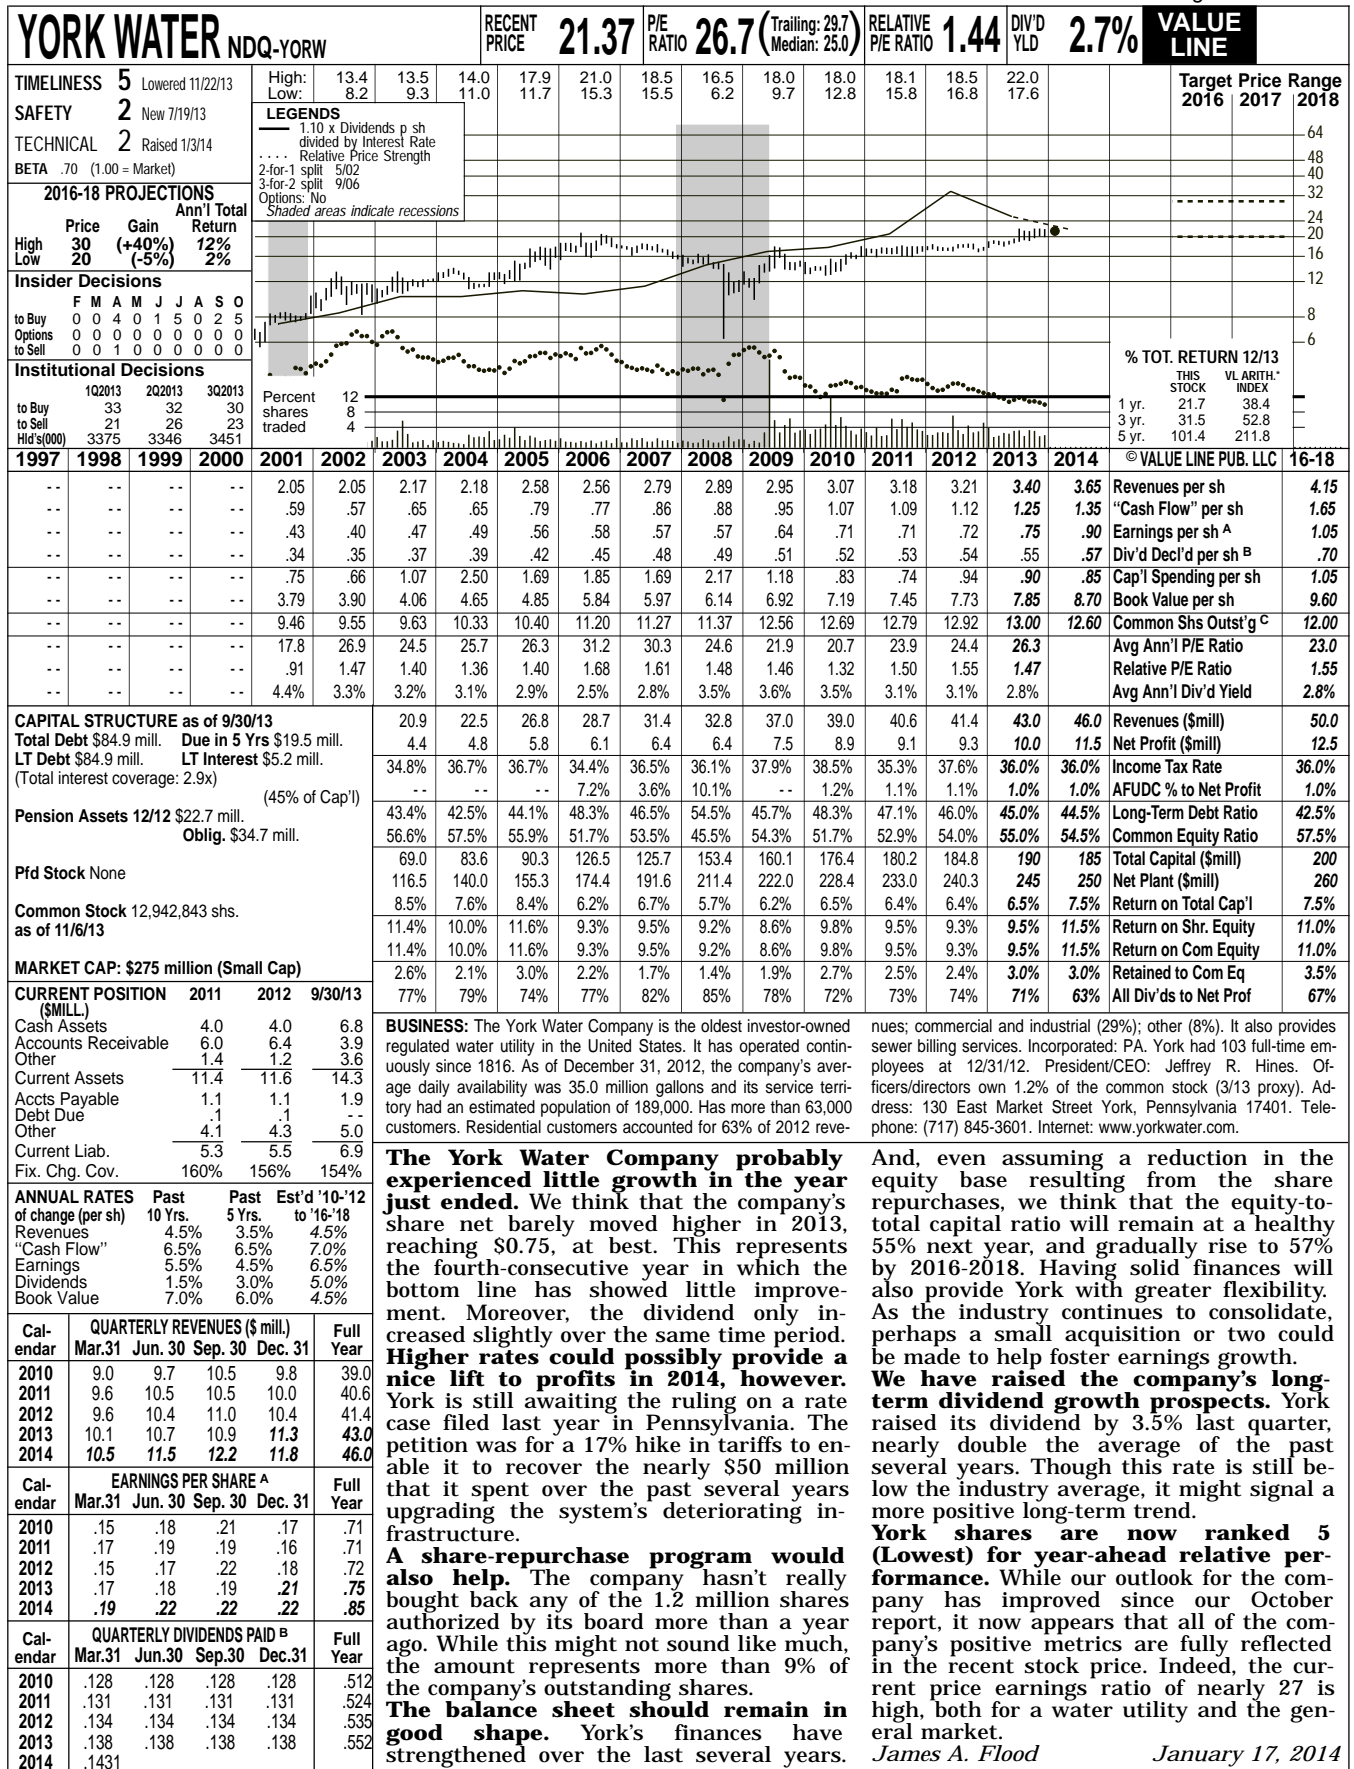 YORK WATER NDQ-YORW
RECENT PRICE 21.37
P/E RATIO 26.7 (Trailing: 29.7 Median: 25.0)
RELATIVE P/E RATIO 1.44
DIV'D YLD 2.7%
VALUE LINE
TIMELINESS 5 Lowered 11/22/13
SAFETY 2 New 7/19/13
TECHNICAL 2 Raised 1/3/14
BETA .70 (1.00 = Market)
2016-18 PROJECTIONS
Ann'l Total
Price Gain Return
High 30 (+40%) 12%
Low 20 (-5%) 2%
Insider Decisions
F M A M J J A S O
to Buy 0 0 4 0 1 5 0 2 5
Options 0 0 0 0 0 0 0 0 0
to Sell 0 0 1 0 0 0 0 0 0
Institutional Decisions
1Q2013 2Q2013 3Q2013
to Buy 33 32 30
to Sell 21 26 23
Hld's(000) 3375 3346 3451
High: 13.4 13.5 14.0 17.9 21.0 18.5 16.5 18.0 18.0 18.1 18.5 22.0
Low: 8.2 9.3 11.0 11.7 15.3 15.5 6.2 9.7 12.8 15.8 16.8 17.6
LEGENDS
1.10 x Dividends p sh
divided by Interest Rate
. . . . Relative Price Strength
2-for-1 split 5/02
3-for-2 split 9/06
Options: No
Shaded areas indicate recessions
Target Price Range
2016 2017 2018
64
48
40
32
24
20
16
12
8
6
Percent shares traded
12
8
4
% TOT. RETURN 12/13
THIS STOCK VL ARITH.* INDEX
1 yr. 21.7 38.4
3 yr. 31.5 52.8
5 yr. 101.4 211.8
1997 1998 1999 2000 2001 2002 2003 2004 2005 2006 2007 2008 2009 2010 2011 2012 2013 2014 © VALUE LINE PUB. LLC 16-18
-- -- -- -- 2.05 2.05 2.17 2.18 2.58 2.56 2.79 2.89 2.95 3.07 3.18 3.21 3.40 3.65 Revenues per sh 4.15
-- -- -- -- .59 .57 .65 .65 .79 .77 .86 .88 .95 1.07 1.09 1.12 1.25 1.35 "Cash Flow" per sh 1.65
-- -- -- -- .43 .40 .47 .49 .56 .58 .57 .57 .64 .71 .71 .72 .75 .90 Earnings per sh A 1.05
-- -- -- -- .34 .35 .37 .39 .42 .45 .48 .49 .51 .52 .53 .54 .55 .57 Div'd Decl'd per sh B .70
-- -- -- -- .75 .66 1.07 2.50 1.69 1.85 1.69 2.17 1.18 .83 .74 .94 .90 .85 Cap'l Spending per sh 1.05
-- -- -- -- 3.79 3.90 4.06 4.65 4.85 5.84 5.97 6.14 6.92 7.19 7.45 7.73 7.85 8.70 Book Value per sh 9.60
-- -- -- -- 9.46 9.55 9.63 10.33 10.40 11.20 11.27 11.37 12.56 12.69 12.79 12.92 13.00 12.60 Common Shs Outst'g C 12.00
-- -- -- -- 17.8 26.9 24.5 25.7 26.3 31.2 30.3 24.6 21.9 20.7 23.9 24.4 26.3 Avg Ann'l P/E Ratio 23.0
-- -- -- -- .91 1.47 1.40 1.36 1.40 1.68 1.61 1.48 1.46 1.32 1.50 1.55 1.47 Relative P/E Ratio 1.55
-- -- -- -- 4.4% 3.3% 3.2% 3.1% 2.9% 2.5% 2.8% 3.5% 3.6% 3.5% 3.1% 3.1% 2.8% Avg Ann'l Div'd Yield 2.8%
20.9 22.5 26.8 28.7 31.4 32.8 37.0 39.0 40.6 41.4 43.0 46.0 Revenues ($mill) 50.0
4.4 4.8 5.8 6.1 6.4 6.4 7.5 8.9 9.1 9.3 10.0 11.5 Net Profit ($mill) 12.5
34.8% 36.7% 36.7% 34.4% 36.5% 36.1% 37.9% 38.5% 35.3% 37.6% 36.0% 36.0% Income Tax Rate 36.0%
-- -- -- 7.2% 3.6% 10.1% -- 1.2% 1.1% 1.1% 1.0% 1.0% AFUDC % to Net Profit 1.0%
43.4% 42.5% 44.1% 48.3% 46.5% 54.5% 45.7% 48.3% 47.1% 46.0% 45.0% 44.5% Long-Term Debt Ratio 42.5%
56.6% 57.5% 55.9% 51.7% 53.5% 45.5% 54.3% 51.7% 52.9% 54.0% 55.0% 54.5% Common Equity Ratio 57.5%
69.0 83.6 90.3 126.5 125.7 153.4 160.1 176.4 180.2 184.8 190 185 Total Capital ($mill) 200
116.5 140.0 155.3 174.4 191.6 211.4 222.0 228.4 233.0 240.3 245 250 Net Plant ($mill) 260
8.5% 7.6% 8.4% 6.2% 6.7% 5.7% 6.2% 6.5% 6.4% 6.4% 6.5% 7.5% Return on Total Cap'l 7.5%
11.4% 10.0% 11.6% 9.3% 9.5% 9.2% 8.6% 9.8% 9.5% 9.3% 9.5% 11.5% Return on Shr. Equity 11.0%
11.4% 10.0% 11.6% 9.3% 9.5% 9.2% 8.6% 9.8% 9.5% 9.3% 9.5% 11.5% Return on Com Equity 11.0%
2.6% 2.1% 3.0% 2.2% 1.7% 1.4% 1.9% 2.7% 2.5% 2.4% 3.0% 3.0% Retained to Com Eq 3.5%
77% 79% 74% 77% 82% 85% 78% 72% 73% 74% 71% 63% All Div'ds to Net Prof 67%
CAPITAL STRUCTURE as of 9/30/13
Total Debt $84.9 mill. Due in 5 Yrs $19.5 mill.
LT Debt $84.9 mill. LT Interest $5.2 mill.
(Total interest coverage: 2.9x)
(45% of Cap'l)
Pension Assets 12/12 $22.7 mill.
Oblig. $34.7 mill.
Pfd Stock None
Common Stock 12,942,843 shs.
as of 11/6/13
MARKET CAP: $275 million (Small Cap)
CURRENT POSITION 2011 2012 9/30/13
($MILL.)
Cash Assets 4.0 4.0 6.8
Accounts Receivable 6.0 6.4 3.9
Other 1.4 1.2 3.6
Current Assets 11.4 11.6 14.3
Accts Payable 1.1 1.1 1.9
Debt Due .1 .1 --
Other 4.1 4.3 5.0
Current Liab. 5.3 5.5 6.9
Fix. Chg. Cov. 160% 156% 154%
ANNUAL RATES Past Past Est'd '10-'12
of change (per sh) 10 Yrs. 5 Yrs. to '16-'18
Revenues 4.5% 3.5% 4.5%
"Cash Flow" 6.5% 6.5% 7.0%
Earnings 5.5% 4.5% 6.5%
Dividends 1.5% 3.0% 5.0%
Book Value 7.0% 6.0% 4.5%
Cal- QUARTERLY REVENUES ($ mill.) Full
endar Mar.31 Jun. 30 Sep. 30 Dec. 31 Year
2010 9.0 9.7 10.5 9.8 39.0
2011 9.6 10.5 10.5 10.0 40.6
2012 9.6 10.4 11.0 10.4 41.4
2013 10.1 10.7 10.9 11.3 43.0
2014 10.5 11.5 12.2 11.8 46.0
Cal- EARNINGS PER SHARE A Full
endar Mar.31 Jun. 30 Sep. 30 Dec. 31 Year
2010 .15 .18 .21 .17 .71
2011 .17 .19 .19 .16 .71
2012 .15 .17 .22 .18 .72
2013 .17 .18 .19 .21 .75
2014 .19 .22 .22 .22 .85
Cal- QUARTERLY DIVIDENDS PAID B Full
endar Mar.31 Jun.30 Sep.30 Dec.31 Year
2010 .128 .128 .128 .128 .512
2011 .131 .131 .131 .131 .524
2012 .134 .134 .134 .134 .535
2013 .138 .138 .138 .138 .552
2014 .1431
BUSINESS: The York Water Company is the oldest investor-owned
regulated water utility in the United States. It has operated contin-
uously since 1816. As of December 31, 2012, the company's aver-
age daily availability was 35.0 million gallons and its service terri-
tory had an estimated population of 189,000. Has more than 63,000
customers. Residential customers accounted for 63% of 2012 reve-
nues; commercial and industrial (29%); other (8%). It also provides
sewer billing services. Incorporated: PA. York had 103 full-time em-
ployees at 12/31/12. President/CEO: Jeffrey R. Hines. Of-
ficers/directors own 1.2% of the common stock (3/13 proxy). Ad-
dress: 130 East Market Street York, Pennsylvania 17401. Tele-
phone: (717) 845-3601. Internet: www.yorkwater.com.
The York Water Company probably
experienced little growth in the year
just ended. We think that the company's
share net barely moved higher in 2013,
reaching $0.75, at best. This represents
the fourth-consecutive year in which the
bottom line has showed little improve-
ment. Moreover, the dividend only in-
creased slightly over the same time period.
Higher rates could possibly provide a
nice lift to profits in 2014, however.
York is still awaiting the ruling on a rate
case filed last year in Pennsylvania. The
petition was for a 17% hike in tariffs to en-
able it to recover the nearly $50 million
that it spent over the past several years
upgrading the system's deteriorating in-
frastructure.
A share-repurchase program would
also help. The company hasn't really
bought back any of the 1.2 million shares
authorized by its board more than a year
ago. While this might not sound like much,
the amount represents more than 9% of
the company's outstanding shares.
The balance sheet should remain in
good shape. York's finances have
strengthened over the last several years.
And, even assuming a reduction in the
equity base resulting from the share
repurchases, we think that the equity-to-
total capital ratio will remain at a healthy
55% next year, and gradually rise to 57%
by 2016-2018. Having solid finances will
also provide York with greater flexibility.
As the industry continues to consolidate,
perhaps a small acquisition or two could
be made to help foster earnings growth.
We have raised the company's long-
term dividend growth prospects. York
raised its dividend by 3.5% last quarter,
nearly double the average of the past
several years. Though this rate is still be-
low the industry average, it might signal a
more positive long-term trend.
York shares are now ranked 5
(Lowest) for year-ahead relative per-
formance. While our outlook for the com-
pany has improved since our October
report, it now appears that all of the com-
pany's positive metrics are fully reflected
in the recent stock price. Indeed, the cur-
rent price earnings ratio of nearly 27 is
high, both for a water utility and the gen-
eral market.
James A. Flood January 17, 2014